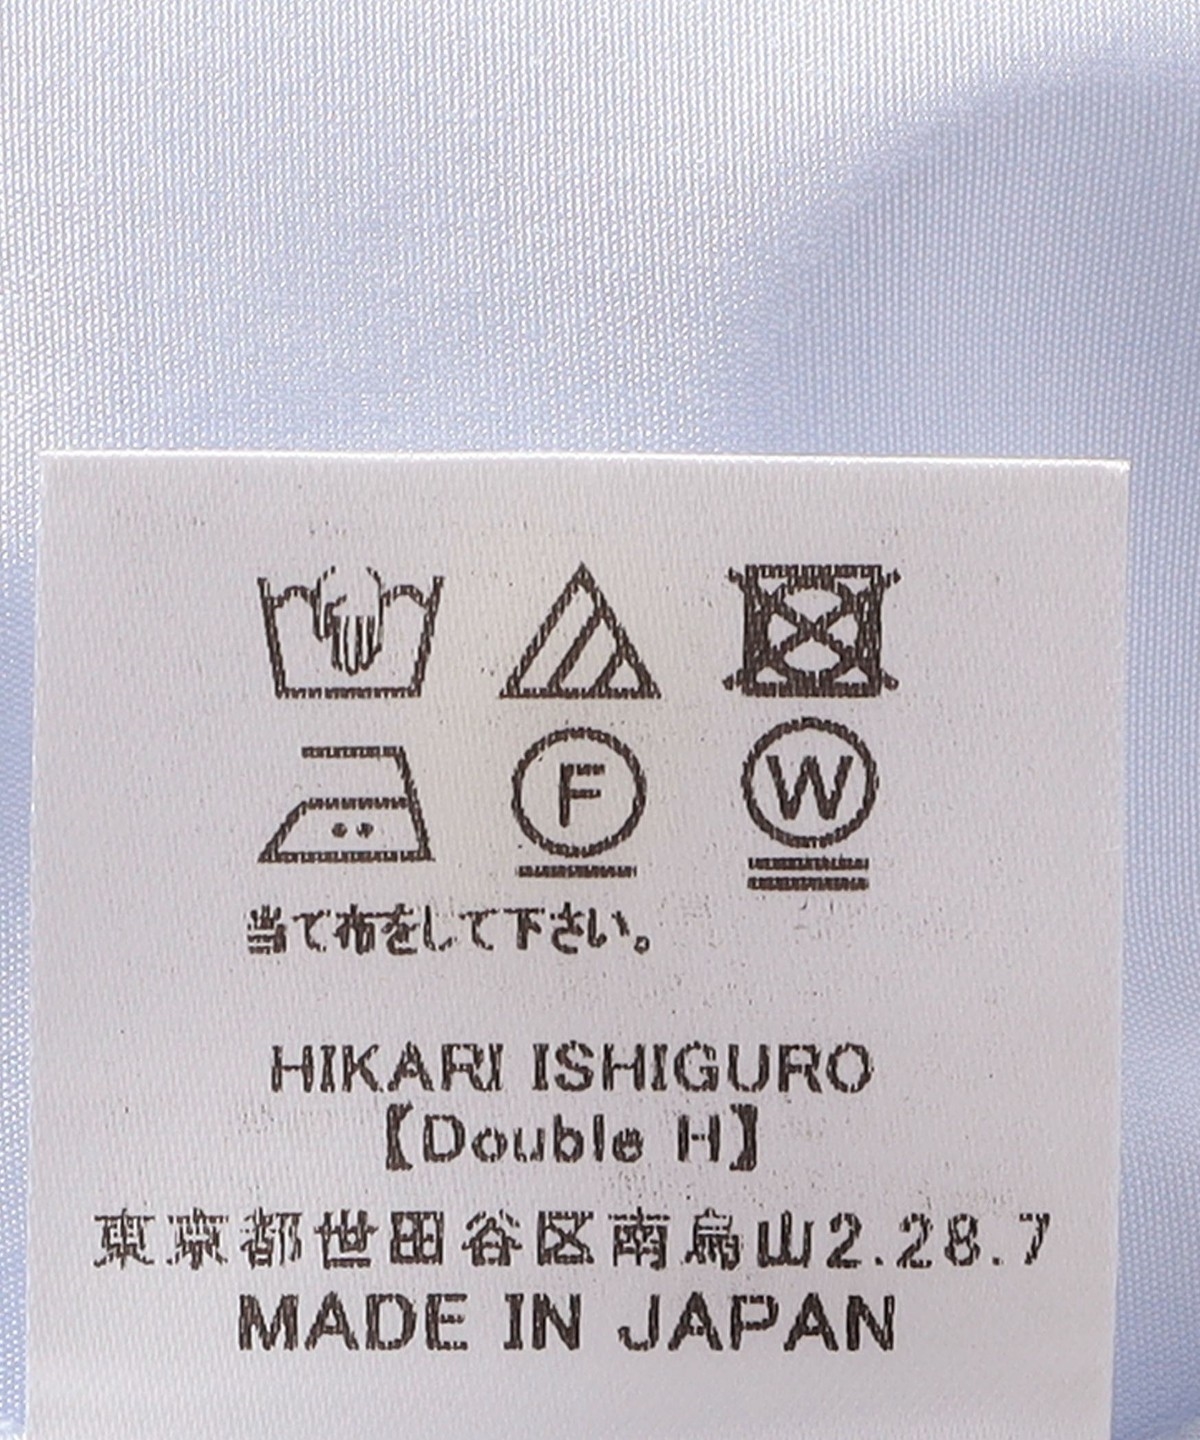 F W
当て布をして下さい。
HIKARI ISHIGURO
【Double H】
東京都世田谷区南烏山2.28.7
MADE IN JAPAN